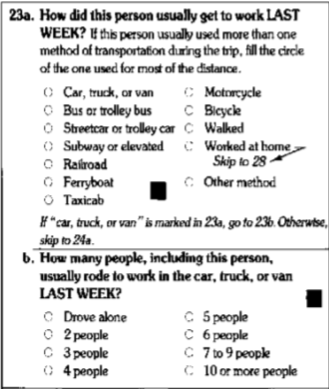 23a. How did this person usually get to work LAST
WEEK? If this person usually used more than one
method of transportation during the trip, fill the circle
of the one used for most of the distance.
Car, truck, or van
Bus or trolley bus
Streetcar or trolley car
Subway or elevated
Railroad
Ferryboat
Taxicab
Motorcycle
Bicycle
Walked
Worked at home
Skip to 28
Other method
If “car, truck, or van” is marked in 23a, go to 23b. Otherwise,
skip to 24a.
b. How many people, including this person,
usually rode to work in the car, truck, or van
LAST WEEK?
Drove alone
2 people
3 people
4 people
5 people
6 people
7 to 9 people
10 or more people